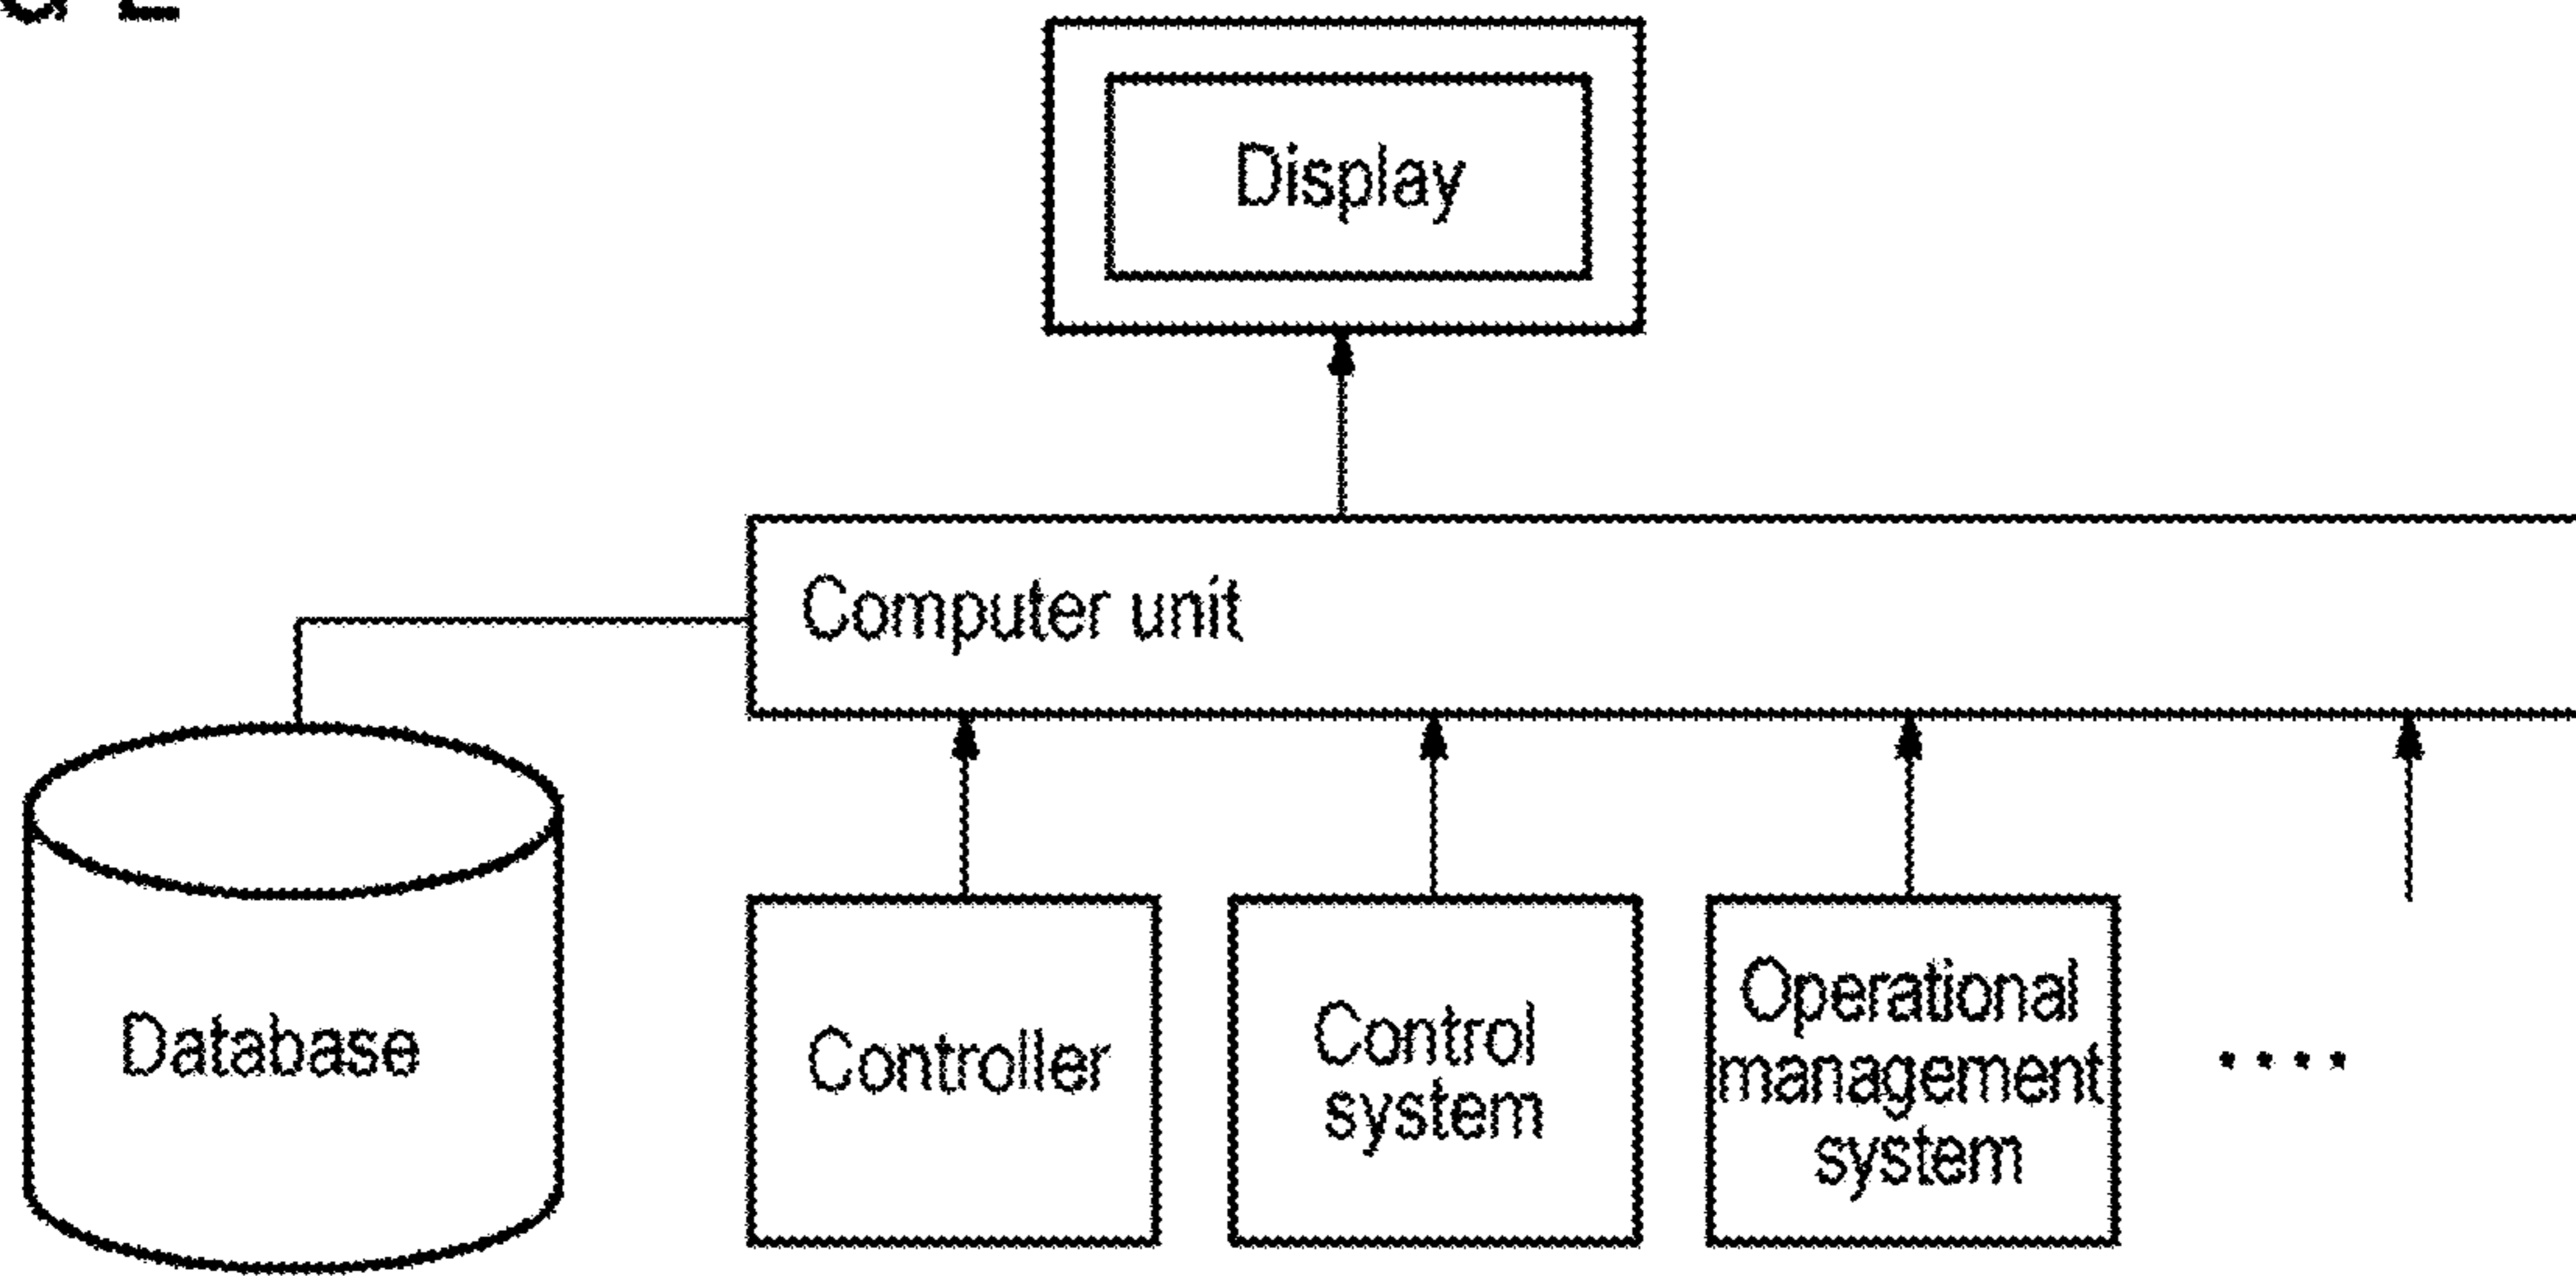 Display
Computer unit
Database
Controller
Control
system
Operational
management
system
....